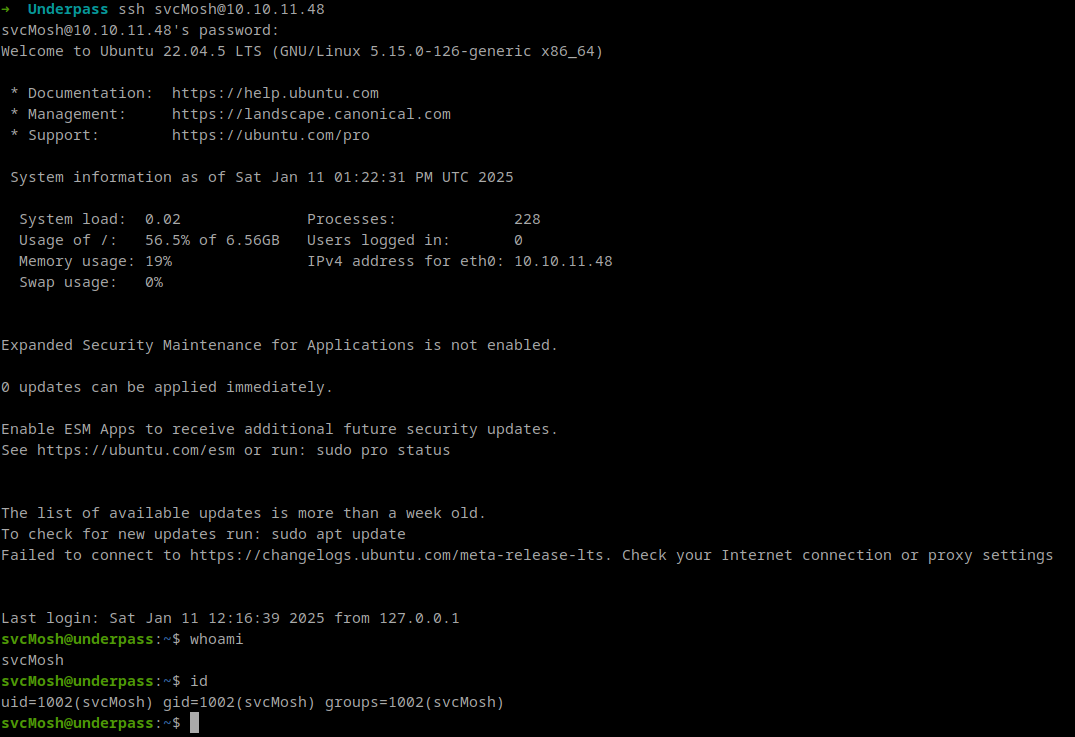 →  Underpass ssh svcMosh@10.10.11.48
svcMosh@10.10.11.48's password:
Welcome to Ubuntu 22.04.5 LTS (GNU/Linux 5.15.0-126-generic x86_64)

 * Documentation:  https://help.ubuntu.com
 * Management:     https://landscape.canonical.com
 * Support:        https://ubuntu.com/pro

 System information as of Sat Jan 11 01:22:31 PM UTC 2025

  System load:  0.02              Processes:             228
  Usage of /:   56.5% of 6.56GB   Users logged in:       0
  Memory usage: 19%               IPv4 address for eth0: 10.10.11.48
  Swap usage:   0%


Expanded Security Maintenance for Applications is not enabled.

0 updates can be applied immediately.

Enable ESM Apps to receive additional future security updates.
See https://ubuntu.com/esm or run: sudo pro status


The list of available updates is more than a week old.
To check for new updates run: sudo apt update
Failed to connect to https://changelogs.ubuntu.com/meta-release-lts. Check your Internet connection or proxy settings


Last login: Sat Jan 11 12:16:39 2025 from 127.0.0.1
svcMosh@underpass:~$ whoami
svcMosh
svcMosh@underpass:~$ id
uid=1002(svcMosh) gid=1002(svcMosh) groups=1002(svcMosh)
svcMosh@underpass:~$